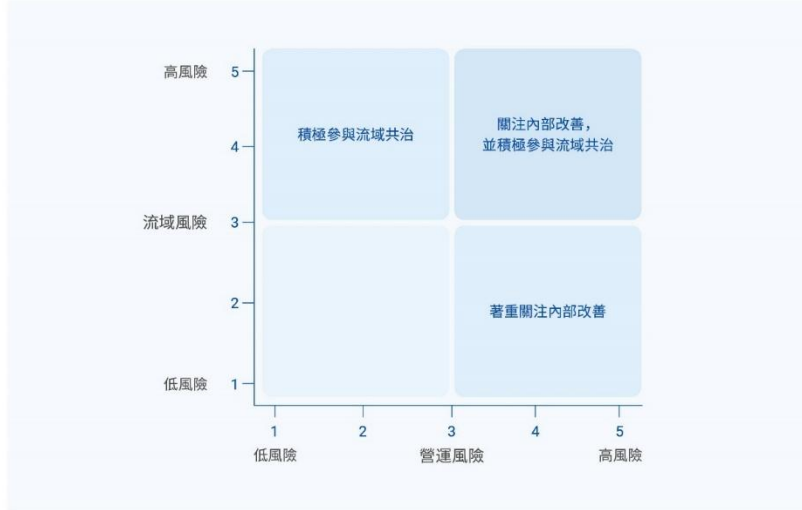 高風險
5
積極參與流域共治
關注內部改善，
並積極參與流域共治
4
流域風險
3
2
著重關注內部改善
低風險
1
1
2
3
4
5
低風險
營運風險
高風險